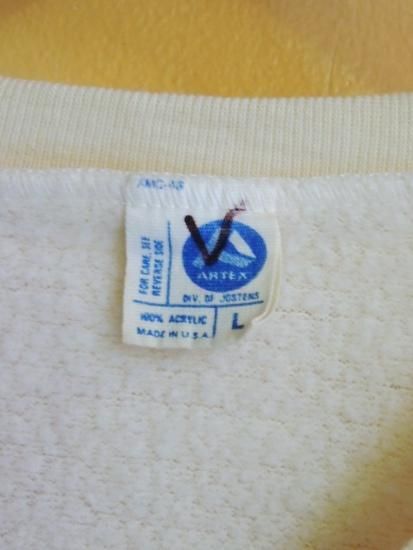 V
FOR CARE, SEE
REVERSE SIDE
ARTEX
DIV. OF JOSTENS
100% ACRYLIC
L
MADE IN U.S.A.